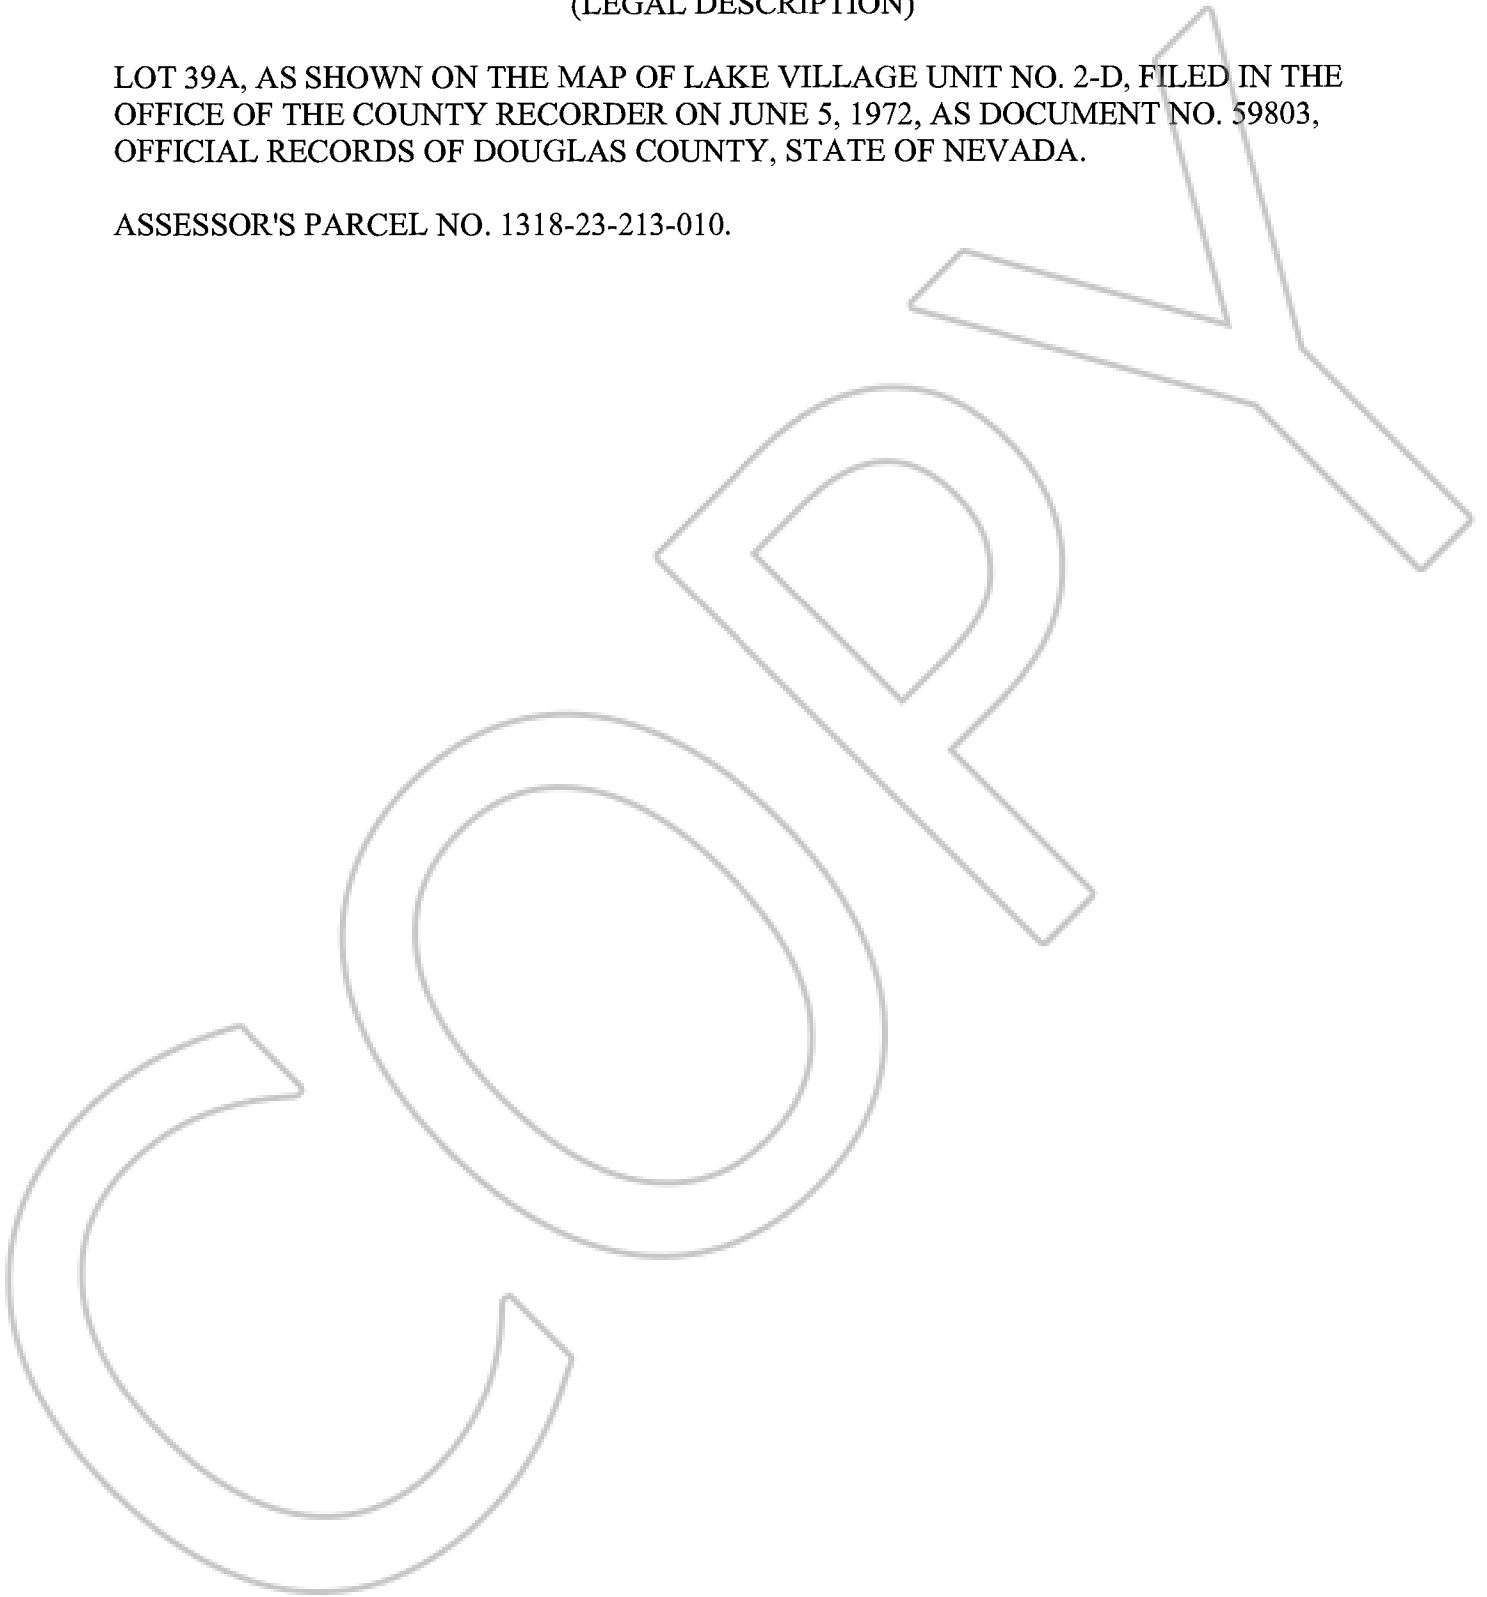 (LEGAL DESCRIPTION)
LOT 39A, AS SHOWN ON THE MAP OF LAKE VILLAGE UNIT NO. 2-D, FILED IN THE
OFFICE OF THE COUNTY RECORDER ON JUNE 5, 1972, AS DOCUMENT NO. 59803,
OFFICIAL RECORDS OF DOUGLAS COUNTY, STATE OF NEVADA.
ASSESSOR'S PARCEL NO. 1318-23-213-010.
COPY